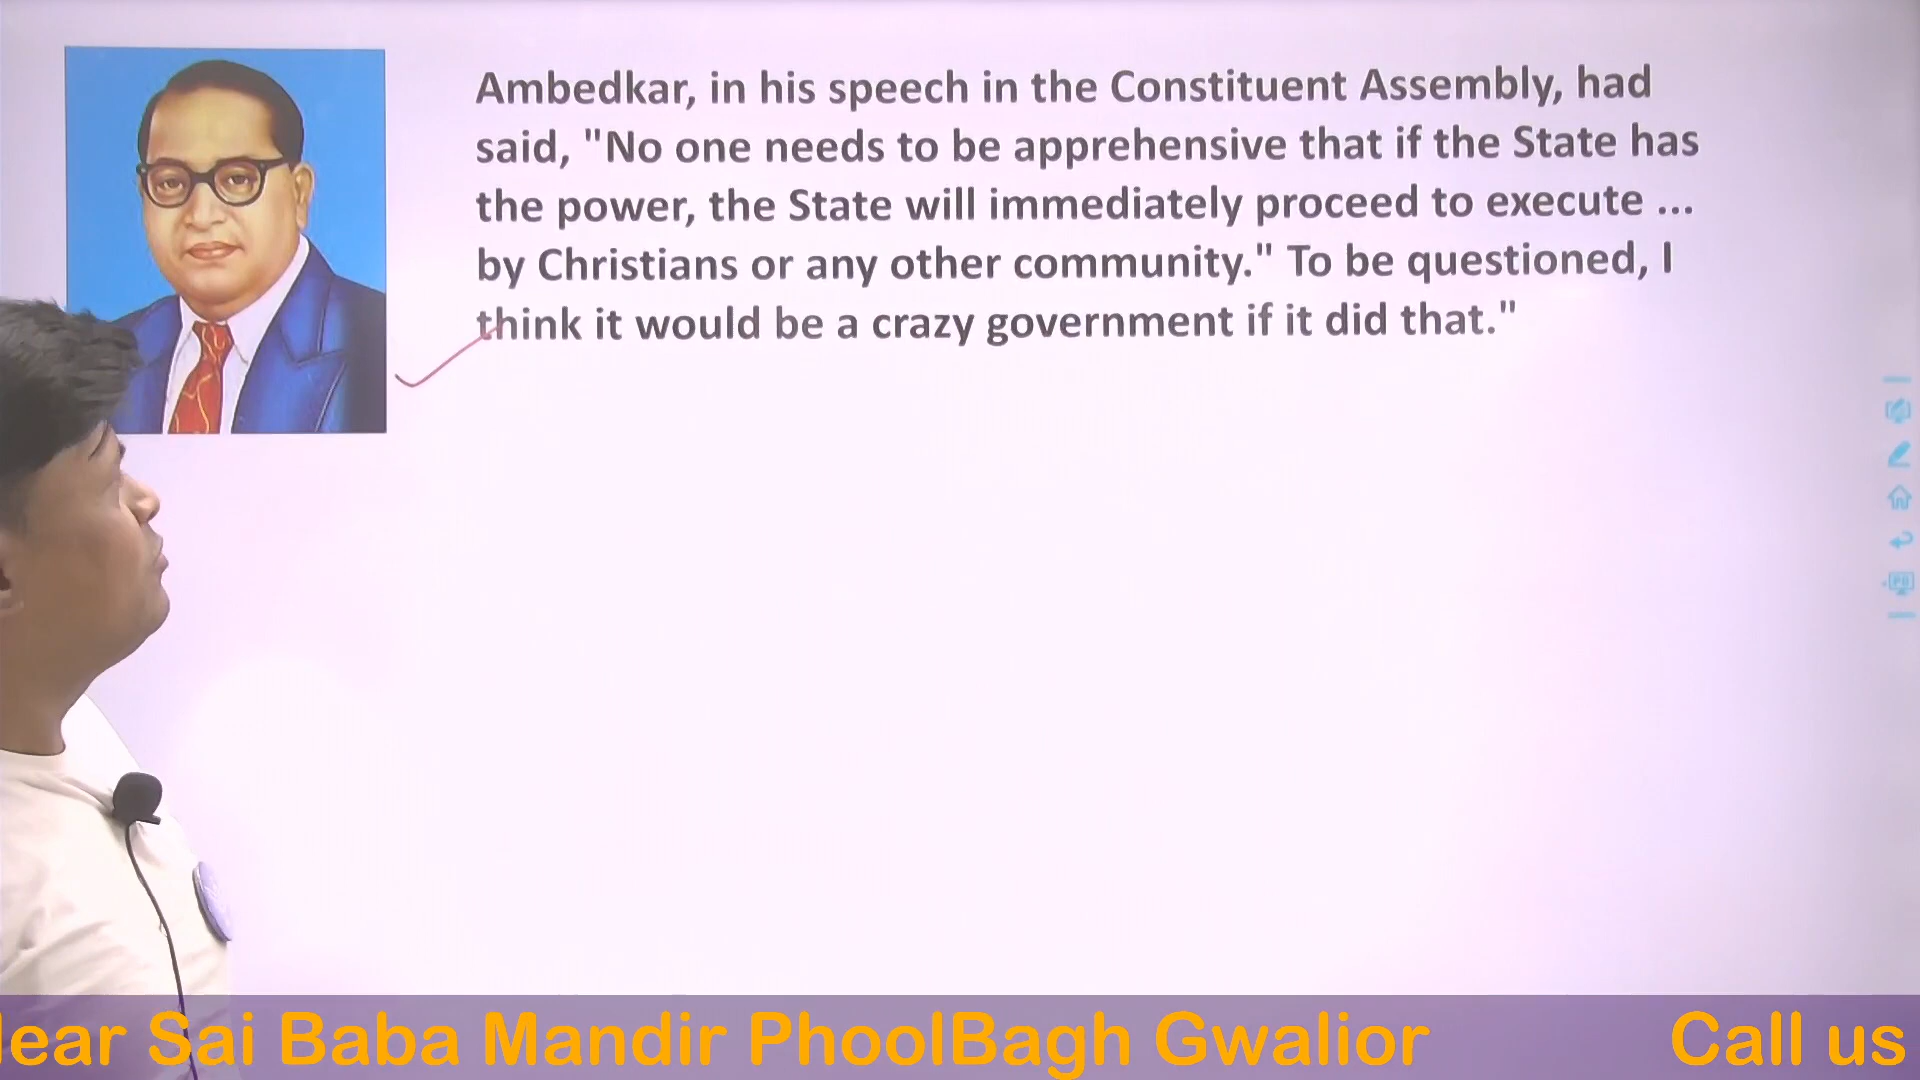 Ambedkar, in his speech in the Constituent Assembly, had
said, "No one needs to be apprehensive that if the State has
the power, the State will immediately proceed to execute ...
by Christians or any other community." To be questioned, I
think it would be a crazy government if it did that."
Sai Baba Mandir PhoolBagh Gwalior
Call us